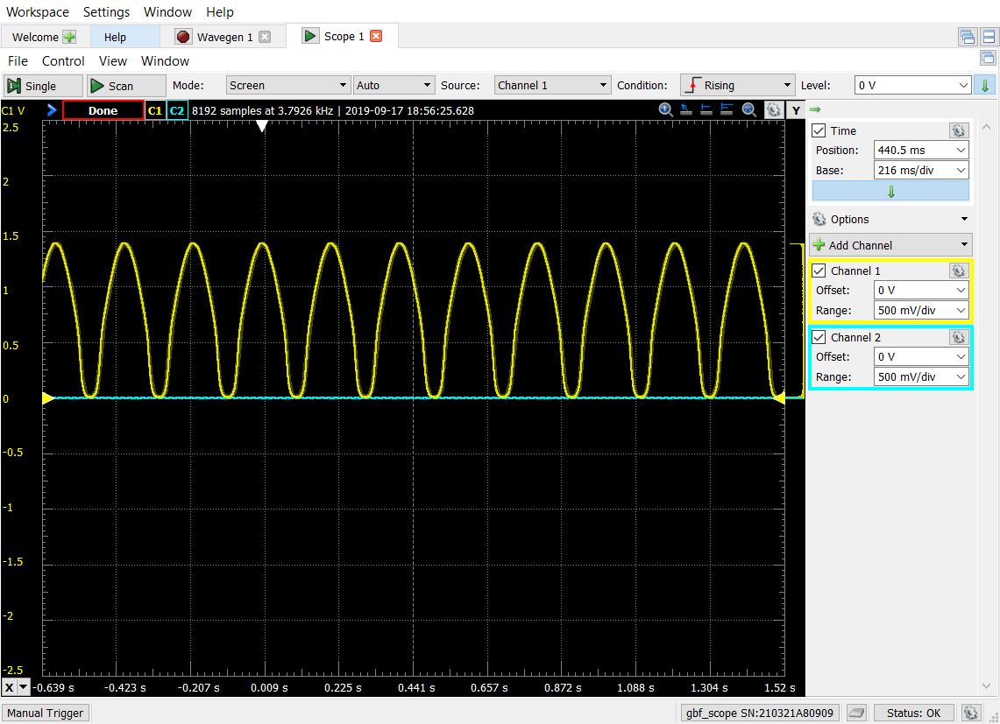 Workspace Settings Window Help
Welcome Help Wavegen 1 Scope 1
File Control View Window
Single Scan Mode: Screen Auto Source: Channel 1 Condition: Rising Level: 0 V
C1 V Done C1 C2 8192 samples at 3.7926 kHz | 2019-09-17 18:56:25.628 Y
2.5
2
1.5
1
0.5
0
-0.5
-1
-1.5
-2
-2.5
X -0.639 s -0.423 s -0.207 s 0.009 s 0.225 s 0.441 s 0.657 s 0.872 s 1.088 s 1.304 s 1.52 s
Time
Position: 440.5 ms
Base: 216 ms/div
Options
Add Channel
Channel 1
Offset: 0 V
Range: 500 mV/div
Channel 2
Offset: 0 V
Range: 500 mV/div
Manual Trigger gbf_scope SN:210321A80909 Status: OK